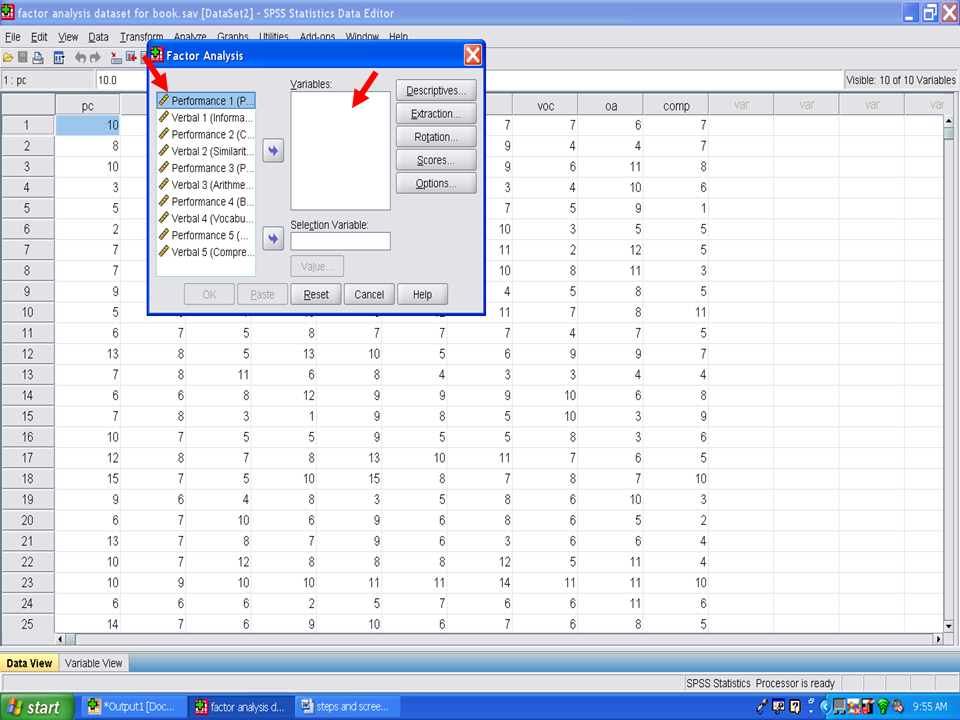 factor analysis dataset for book.sav [DataSet2] - SPSS Statistics Data Editor
File Edit View Data Transform Analyze Graphs Utilities Add-ons Window Help
1 : pc 10.0 Visible: 10 of 10 Variables
Factor Analysis
Variables:
Performance 1 (P...
Verbal 1 (Informa...
Performance 2 (C...
Verbal 2 (Similarit...
Performance 3 (P...
Verbal 3 (Arithme...
Performance 4 (B...
Verbal 4 (Vocabu...
Performance 5 (...
Verbal 5 (Compre...
Descriptives...
Extraction...
Rotation...
Scores...
Options...
Selection Variable:
Value...
OK Paste Reset Cancel Help
pc voc oa comp var var var var
1 10 7 7 6 7
2 8 9 4 4 7
3 10 9 6 11 8
4 3 3 4 10 6
5 5 7 5 9 1
6 2 10 3 5 5
7 7 11 2 12 5
8 7 10 8 11 3
9 9 4 5 8 5
10 5 11 7 8 11
11 6 7 5 8 7 7 7 4 7 5
12 13 8 5 13 10 5 6 9 9 7
13 7 8 11 6 8 4 3 3 4 4
14 6 6 8 12 9 9 9 10 6 8
15 7 8 3 1 9 8 5 10 3 9
16 10 7 5 5 9 5 5 8 3 6
17 12 8 7 8 13 10 11 7 6 5
18 15 7 5 10 15 8 7 8 7 10
19 9 6 4 8 3 5 8 6 10 3
20 6 7 10 6 9 6 8 6 5 2
21 13 7 8 7 9 6 3 6 6 4
22 10 7 12 8 8 8 12 5 11 4
23 10 9 10 10 11 11 14 11 11 10
24 6 6 6 2 5 7 6 6 11 6
25 14 7 6 9 10 6 7 6 8 5
Data View Variable View
SPSS Statistics Processor is ready
start *Output1 [Doc... factor analysis d... steps and scree... 9:55 AM